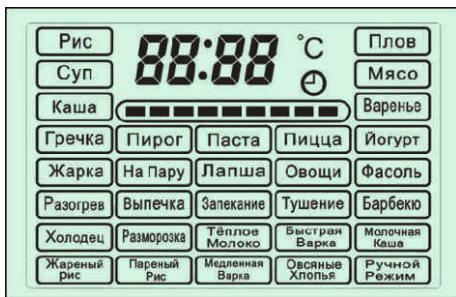 Рис 88:88 °C Плов
Суп Мясо
Каша Варенье
Гречка Пирог Паста Пицца Йогурт
Жарка На Пару Лапша Овощи Фасоль
Разогрев Выпечка Запекание Тушение Барбекю
Холодец Разморозка Тёплое Молоко Быстрая Варка Молочная Каша
Жареный рис Пареный Рис Медленная Варка Овсяные Хлопья Ручной Режим